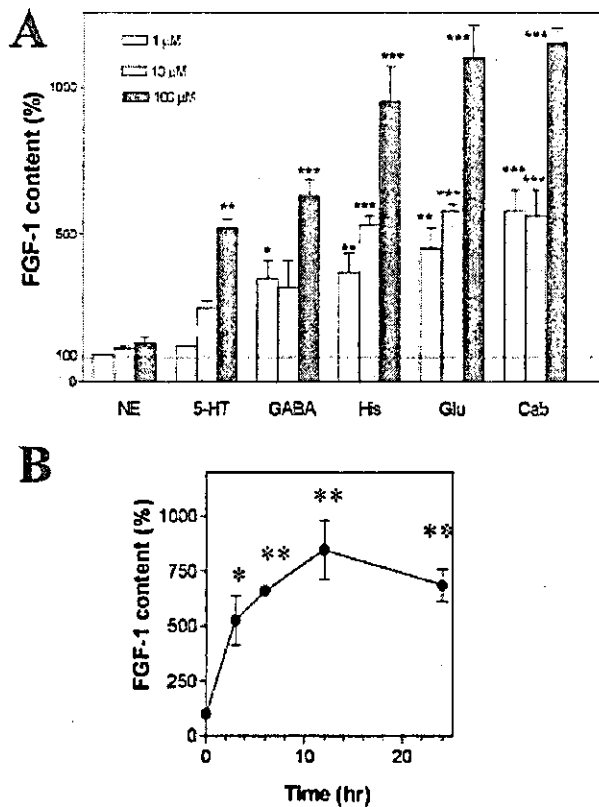 A
1 µM
10 µM
100 µM
FGF-1 content (%)
1000
500
100
0
*** *** ***
*** ***
** *** ** ***
*
** ***
NE 5-HT GABA His Glu Cab
B
FGF-1 content (%)
1000
750
500
250
0
* ** ** **
0 10 20
Time (hr)